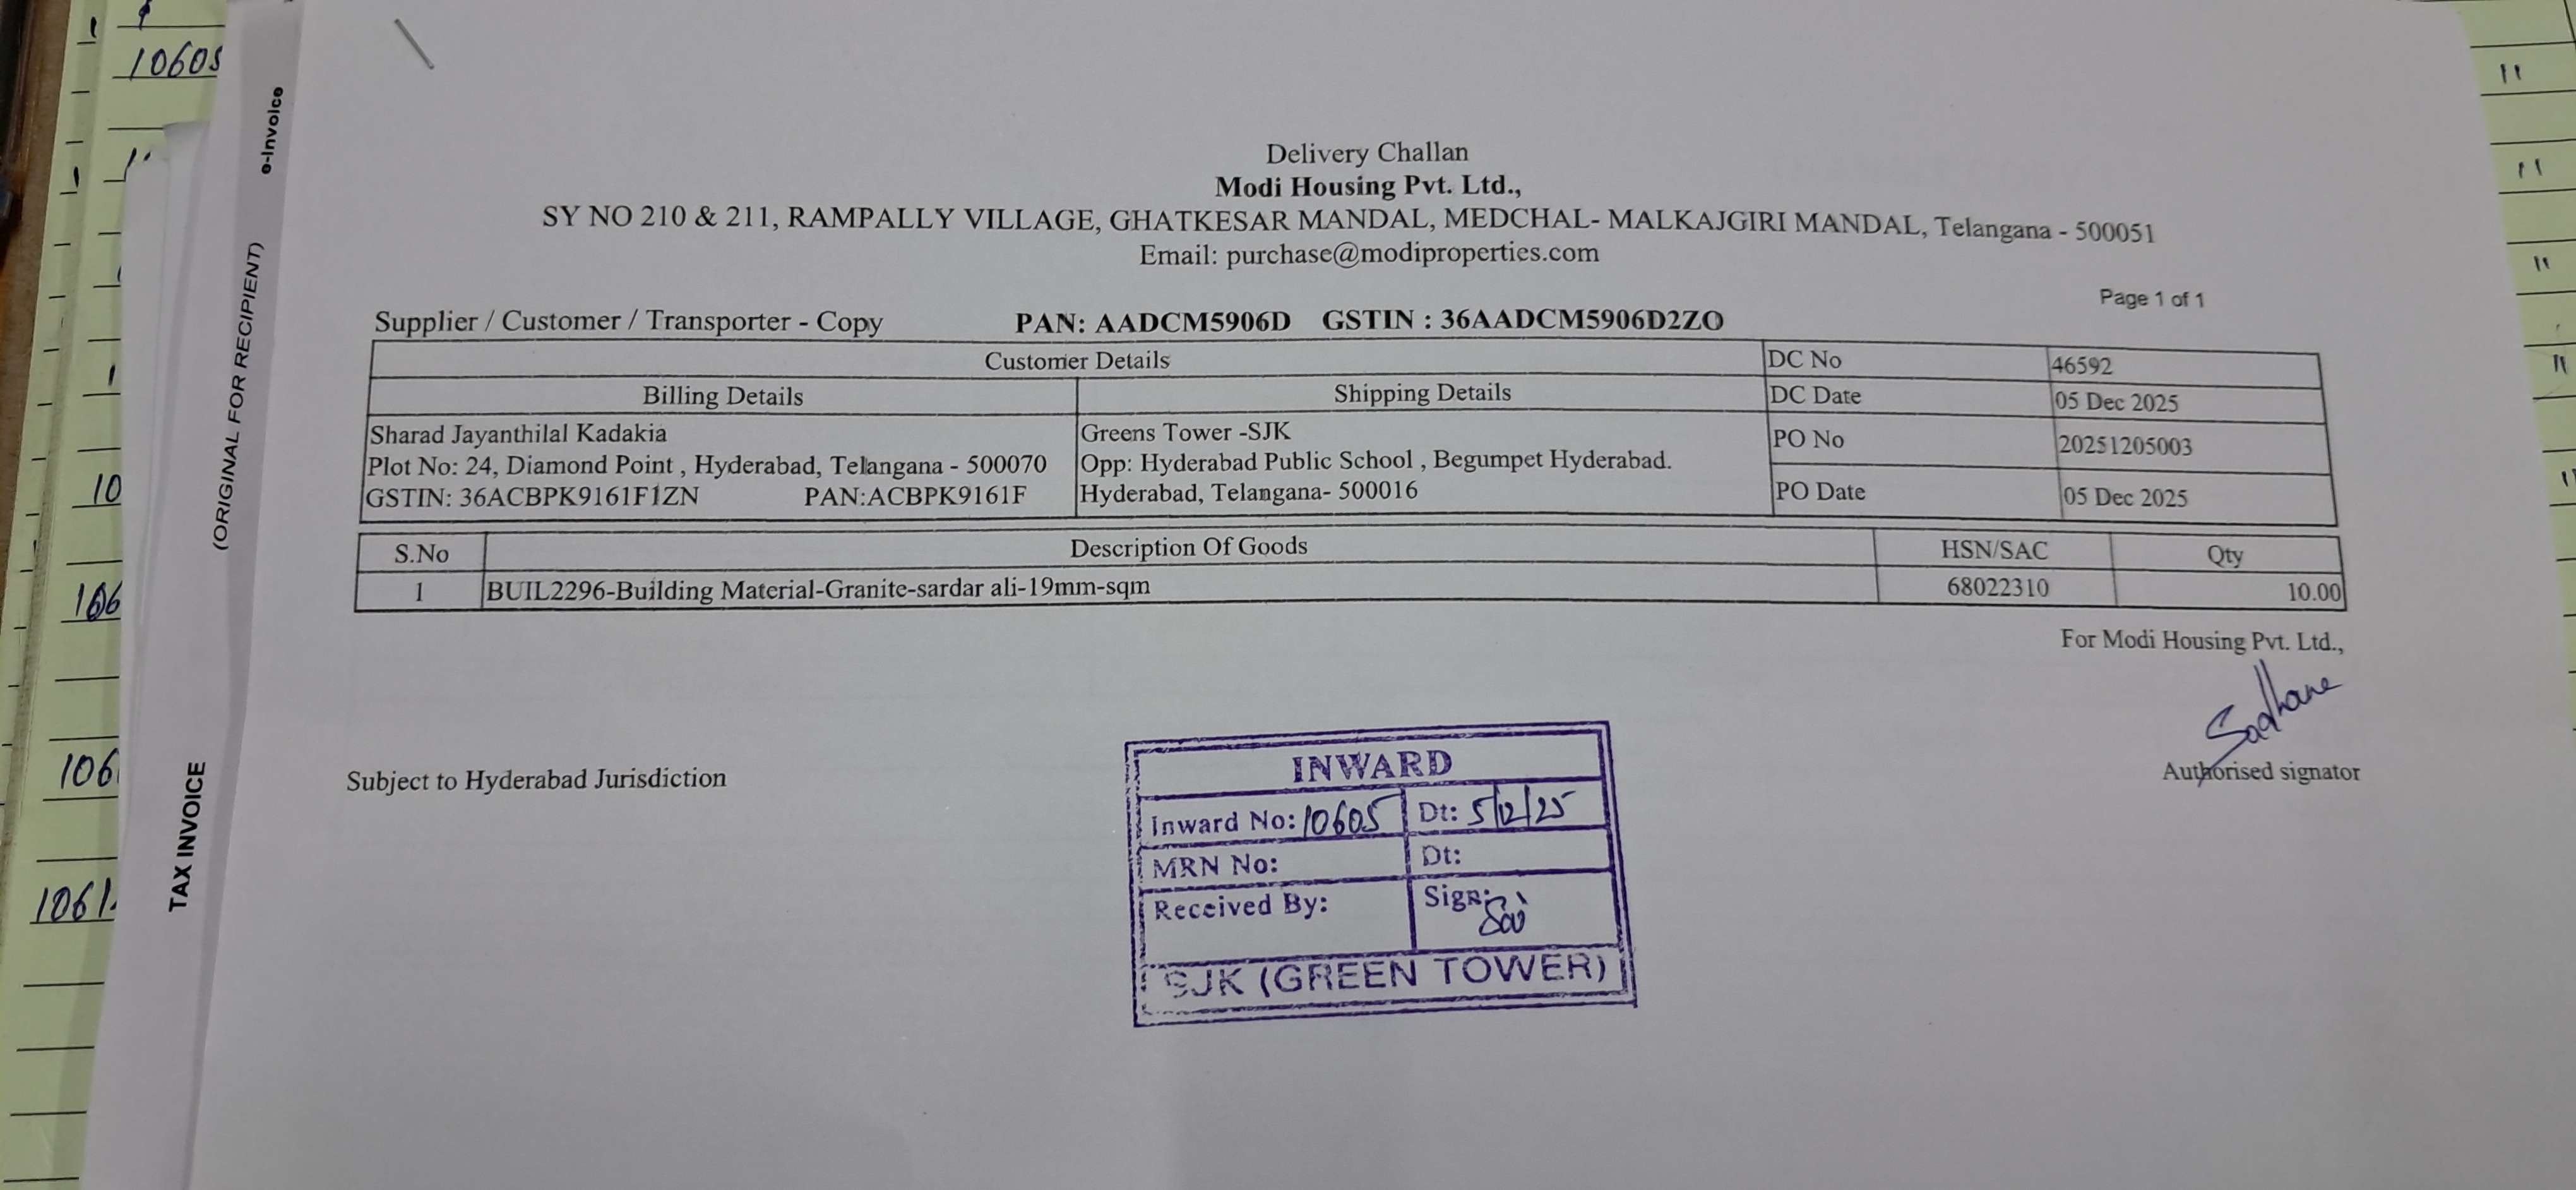 10605
e-Invoice
(ORIGINAL FOR RECIPIENT)
TAX INVOICE
Delivery Challan
Modi Housing Pvt. Ltd.,
SY NO 210 & 211, RAMPALLY VILLAGE, GHATKESAR MANDAL, MEDCHAL- MALKAJGIRI MANDAL, Telangana - 500051
Email: purchase@modiproperties.com
Page 1 of 1
Supplier / Customer / Transporter - Copy PAN: AADCM5906D GSTIN : 36AADCM5906D2ZO
Customer Details
DC No 46592
Billing Details Shipping Details
DC Date 05 Dec 2025
Sharad Jayanthilal Kadakia
Plot No: 24, Diamond Point , Hyderabad, Telangana - 500070
GSTIN: 36ACBPK9161F1ZN PAN:ACBPK9161F
Greens Tower -SJK
Opp: Hyderabad Public School , Begumpet Hyderabad.
Hyderabad, Telangana- 500016
PO No 20251205003
PO Date 05 Dec 2025
S.No Description Of Goods HSN/SAC Qty
1 BUIL2296-Building Material-Granite-sardar ali-19mm-sqm 68022310 10.00
For Modi Housing Pvt. Ltd.,
Sadhane
Authorised signator
Subject to Hyderabad Jurisdiction
INWARD
Inward No: 10605 Dt: 5/12/25
MRN No: Dt:
Received By: Sign: Sai
SJK (GREEN TOWER)